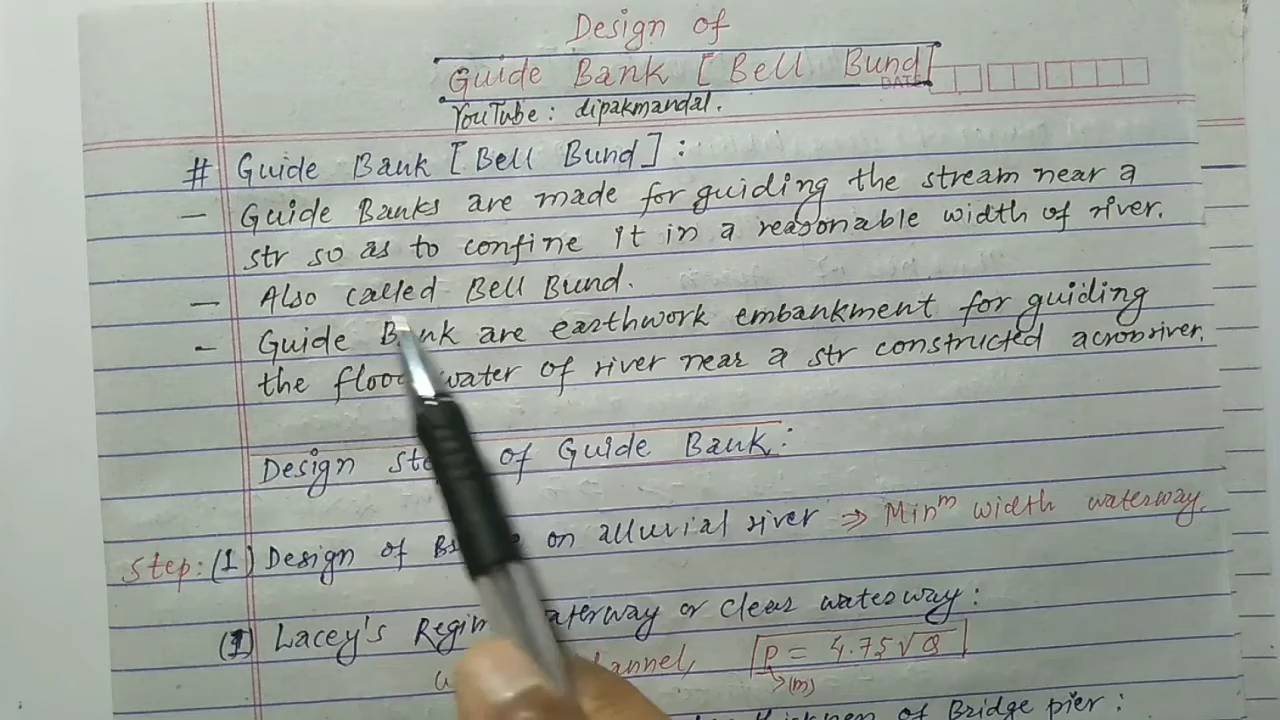 Design of
Guide Bank [Bell Bund]
DATE
YouTube: dipakmandal.
# Guide Bank [Bell Bund]:
- Guide Banks are made for guiding the stream near a
str so as to confine it in a reasonable width of river.
- Also called Bell Bund.
- Guide Bank are earthwork embankment for guiding
the flood water of river near a str constructed across river.
Design of Guide Bank:
Step: (1) Design of on alluvial river ⇒ Minm width waterway.
(1) Lacey's Regime waterway or clear waterway:
P = 4.75√Q
(m)
of Bridge pier: